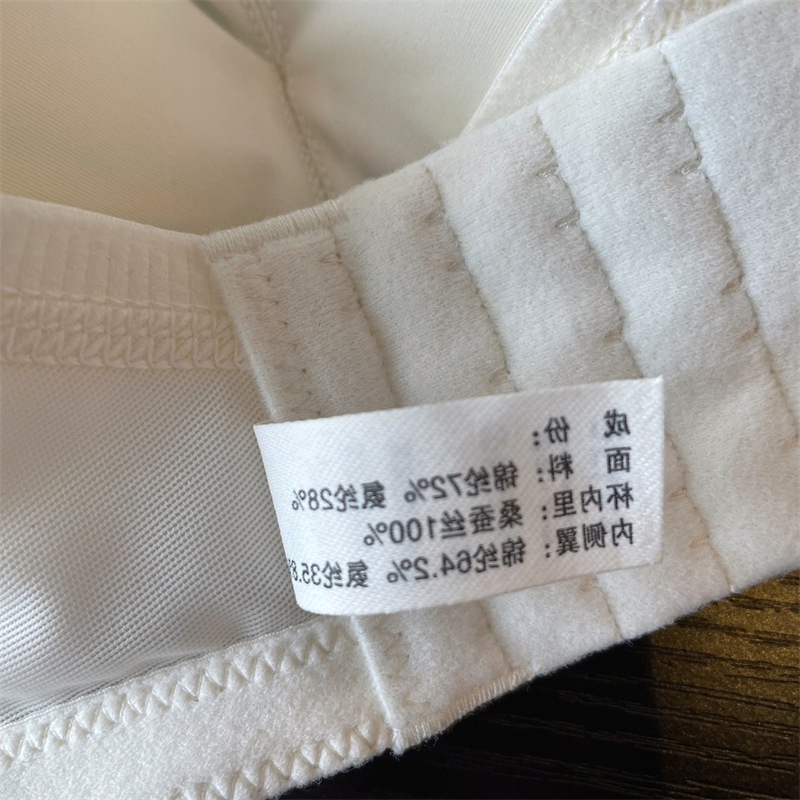 成 份:
面 料: 锦纶72% 氨纶28%
杯内里: 桑蚕丝100%
内侧翼: 锦纶64.2% 氨纶35.8%